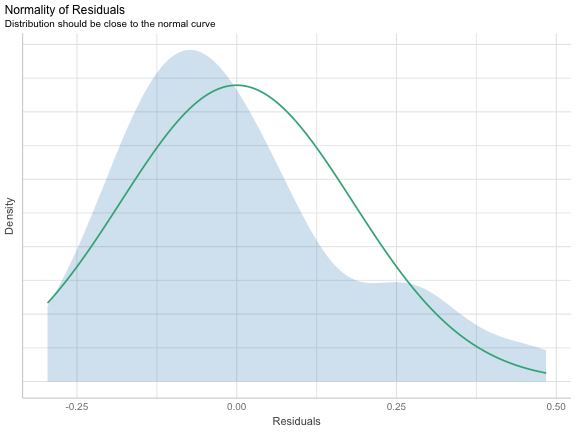 Normality of Residuals
Distribution should be close to the normal curve
Density
-0.25
0.00
0.25
0.50
Residuals